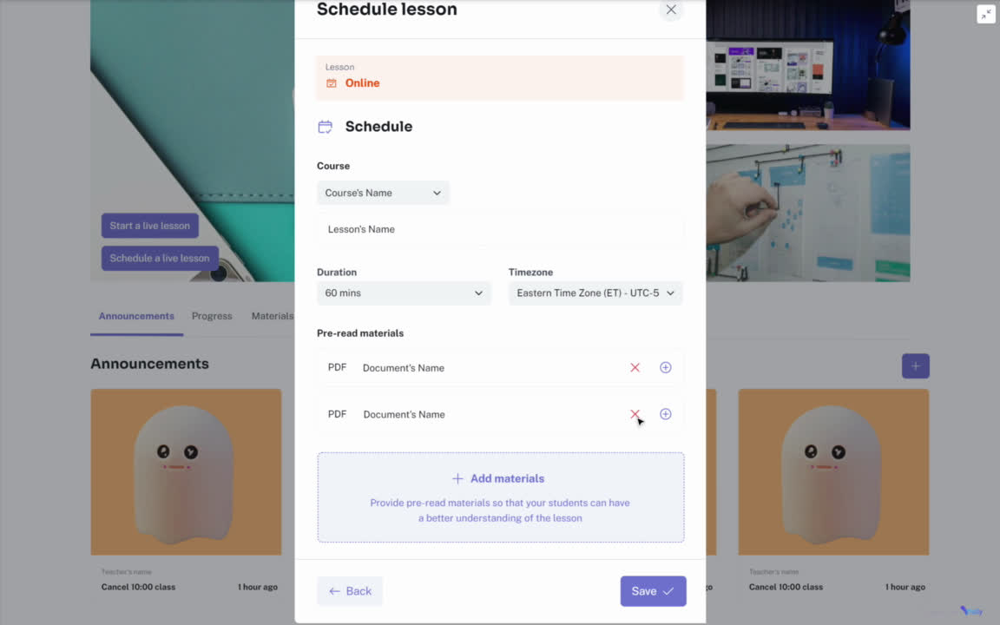 Schedule lesson
Lesson
Online
Schedule
Course
Course's Name
Lesson's Name
Start a live lesson
Schedule a live lesson
Duration
Timezone
60 mins
Eastern Time Zone (ET) - UTC-5
Announcements
Progress
Materials
Pre-read materials
Announcements
PDF Document's Name
PDF Document's Name
Add materials
Provide pre-read materials so that your students can have
a better understanding of the lesson
Teacher's name
Cancel 10:00 class
1 hour ago
Teacher's name
Cancel 10:00 class
1 hour ago
Back
Save